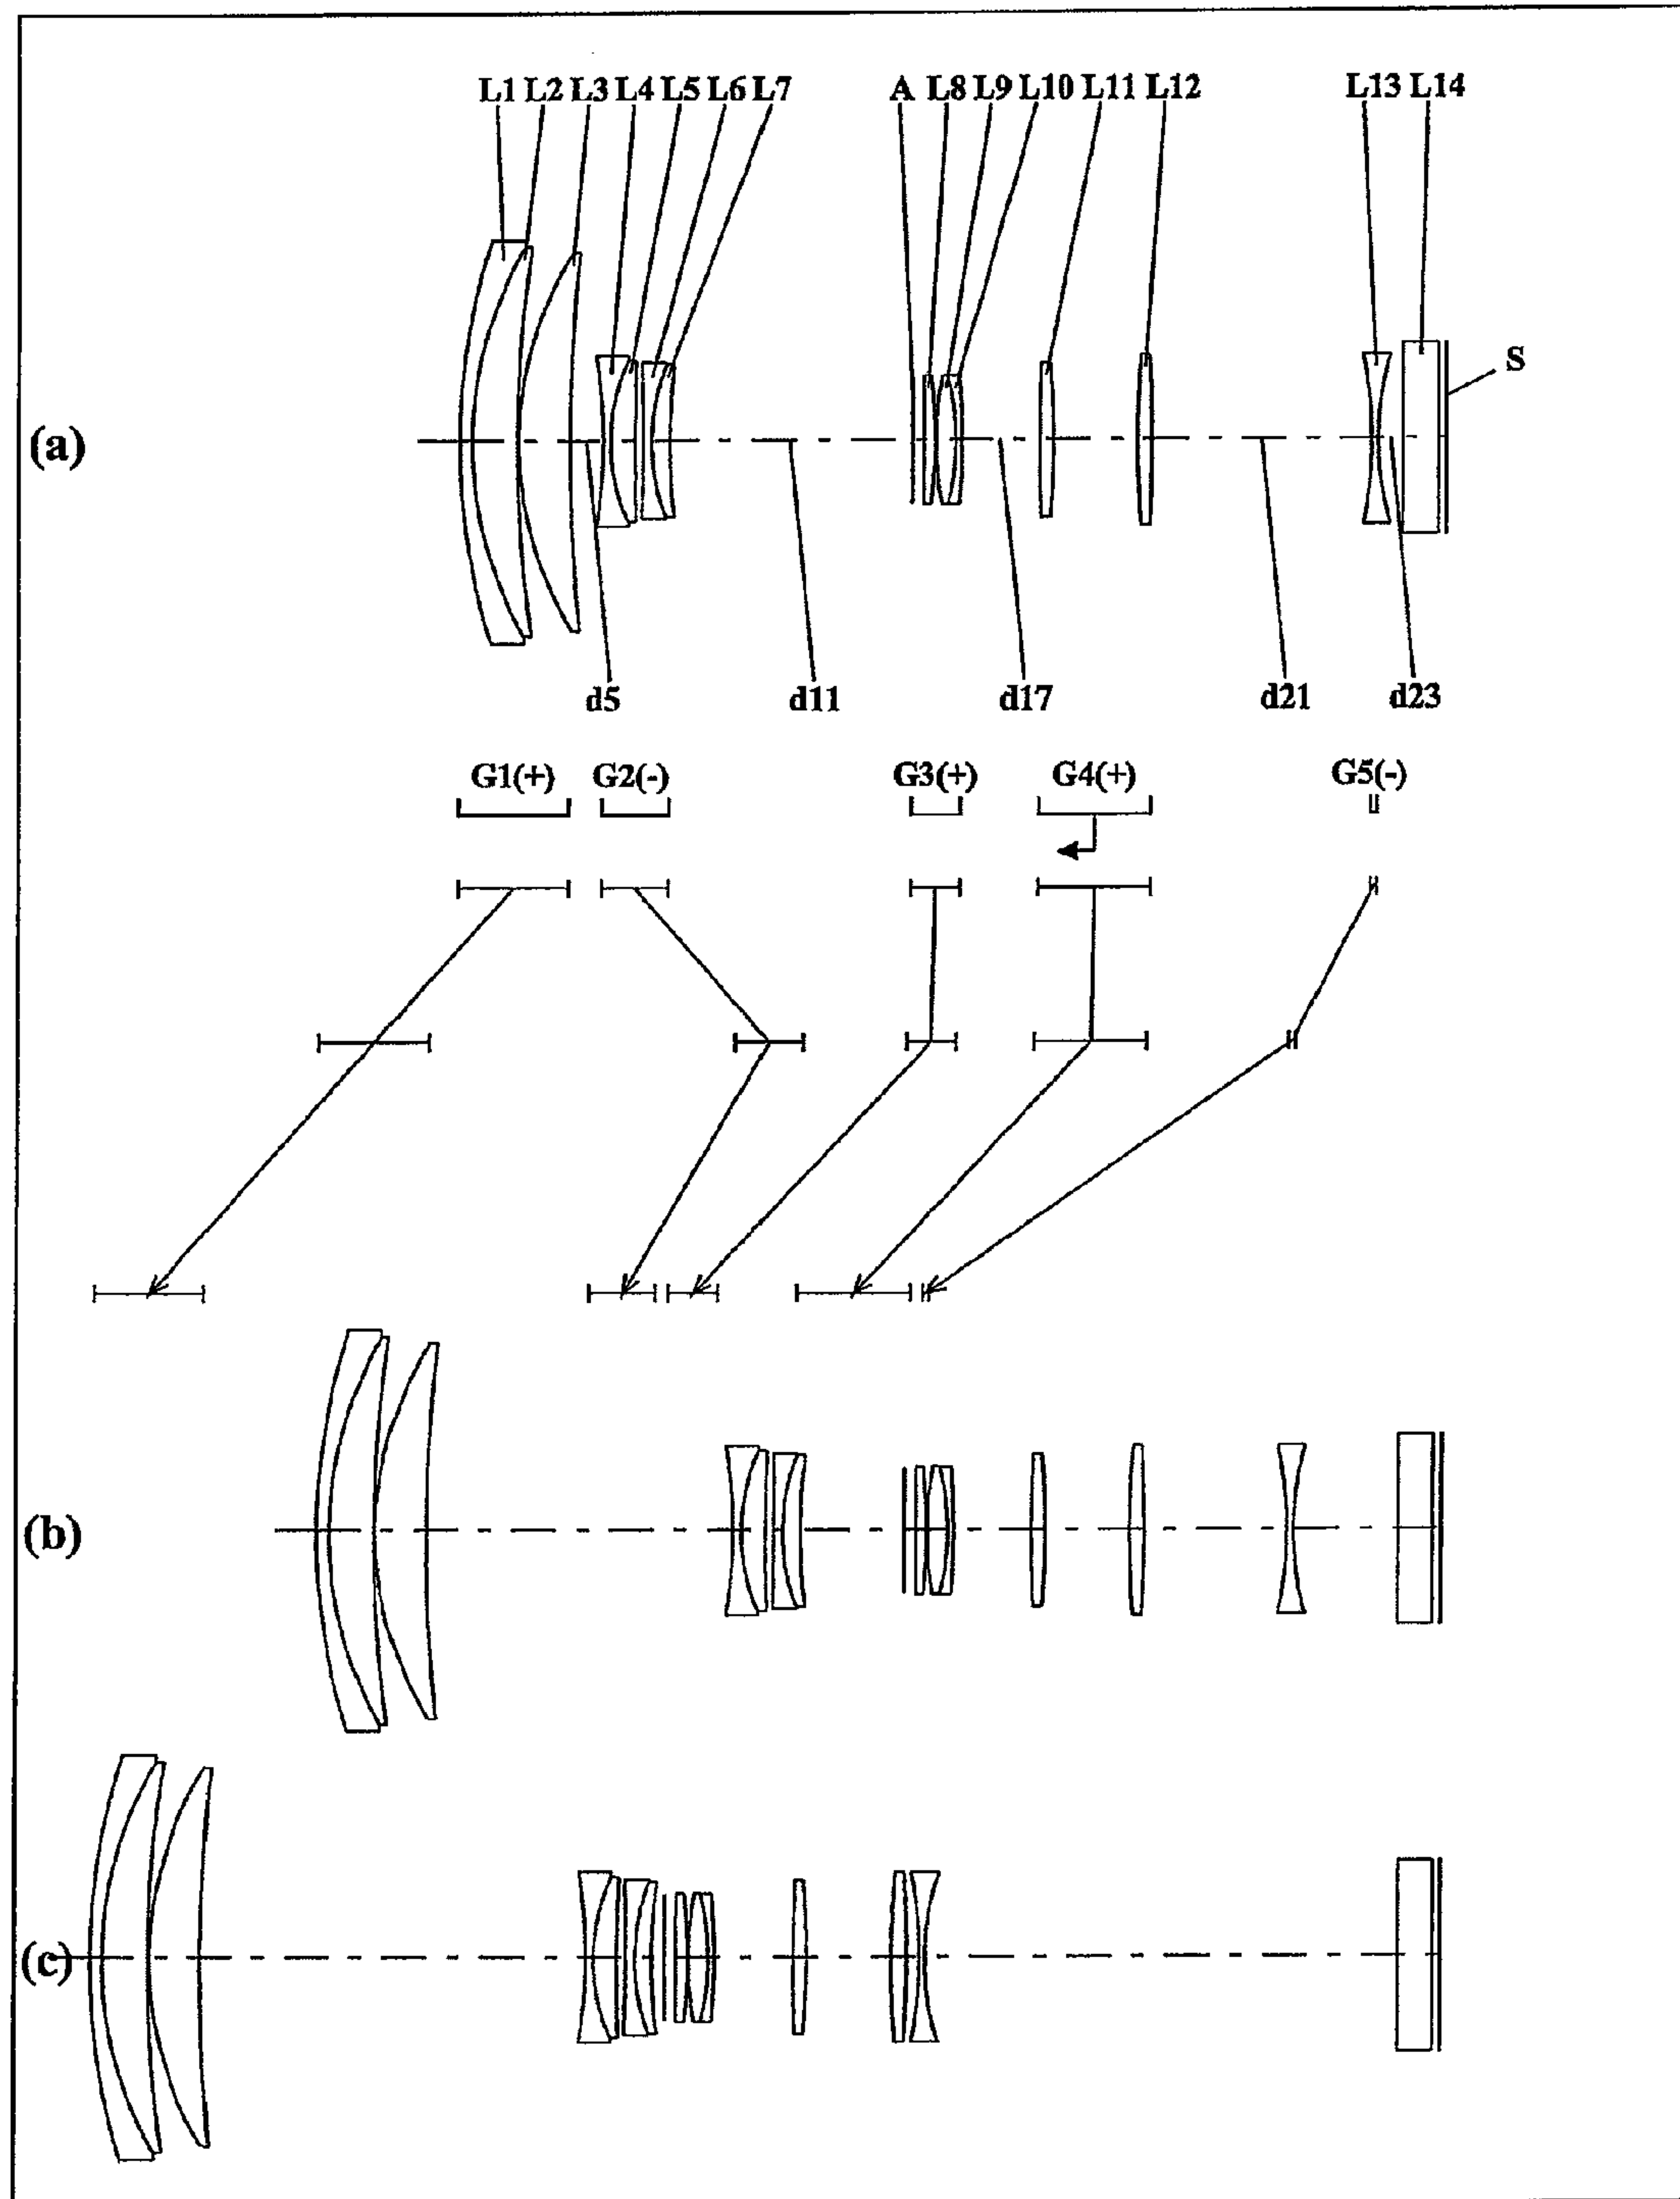 L1 L2 L3 L4 L5 L6 L7 A L8 L9 L10 L11 L12 L13 L14
S
(a)
d5 d11 d17 d21 d23
G1(+) G2(-) G3(+) G4(+) G5(-)
(b)
(c)